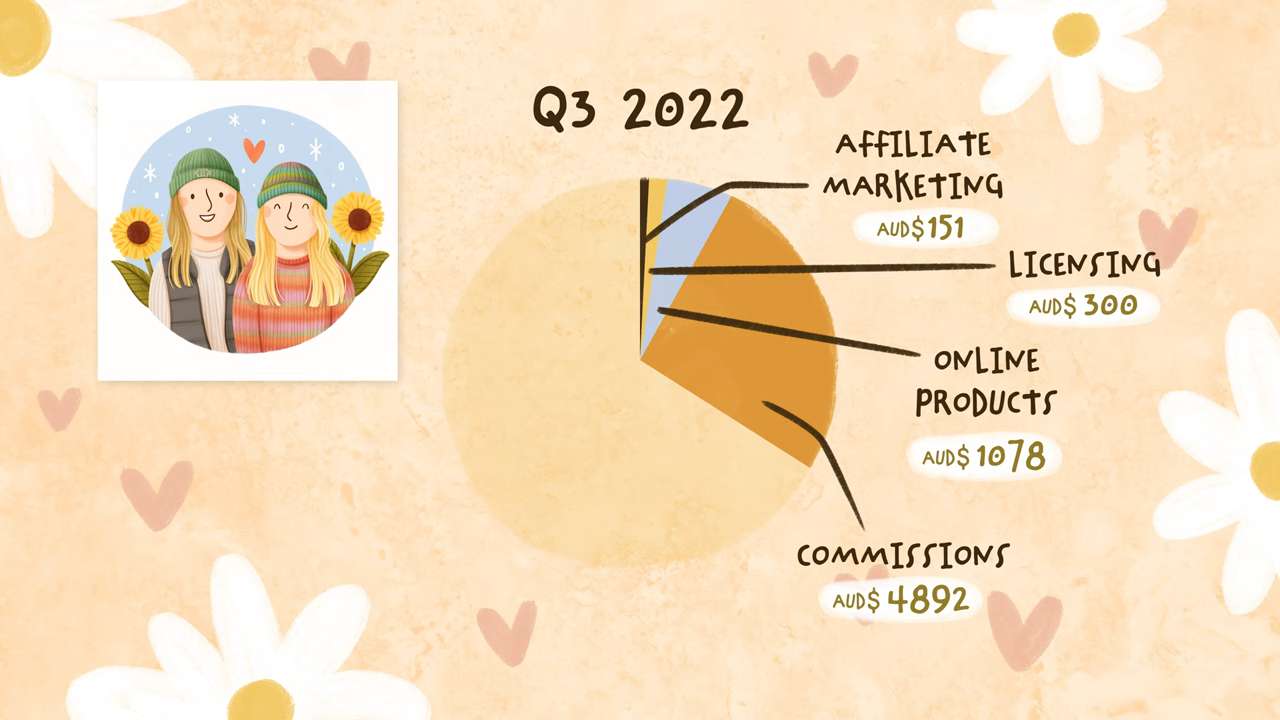 Q3 2022
AFFILIATE
MARKETING
AUD$151
LICENSING
AUD$ 300
ONLINE
PRODUCTS
AUD$ 1078
COMMISSIONS
AUD$ 4892